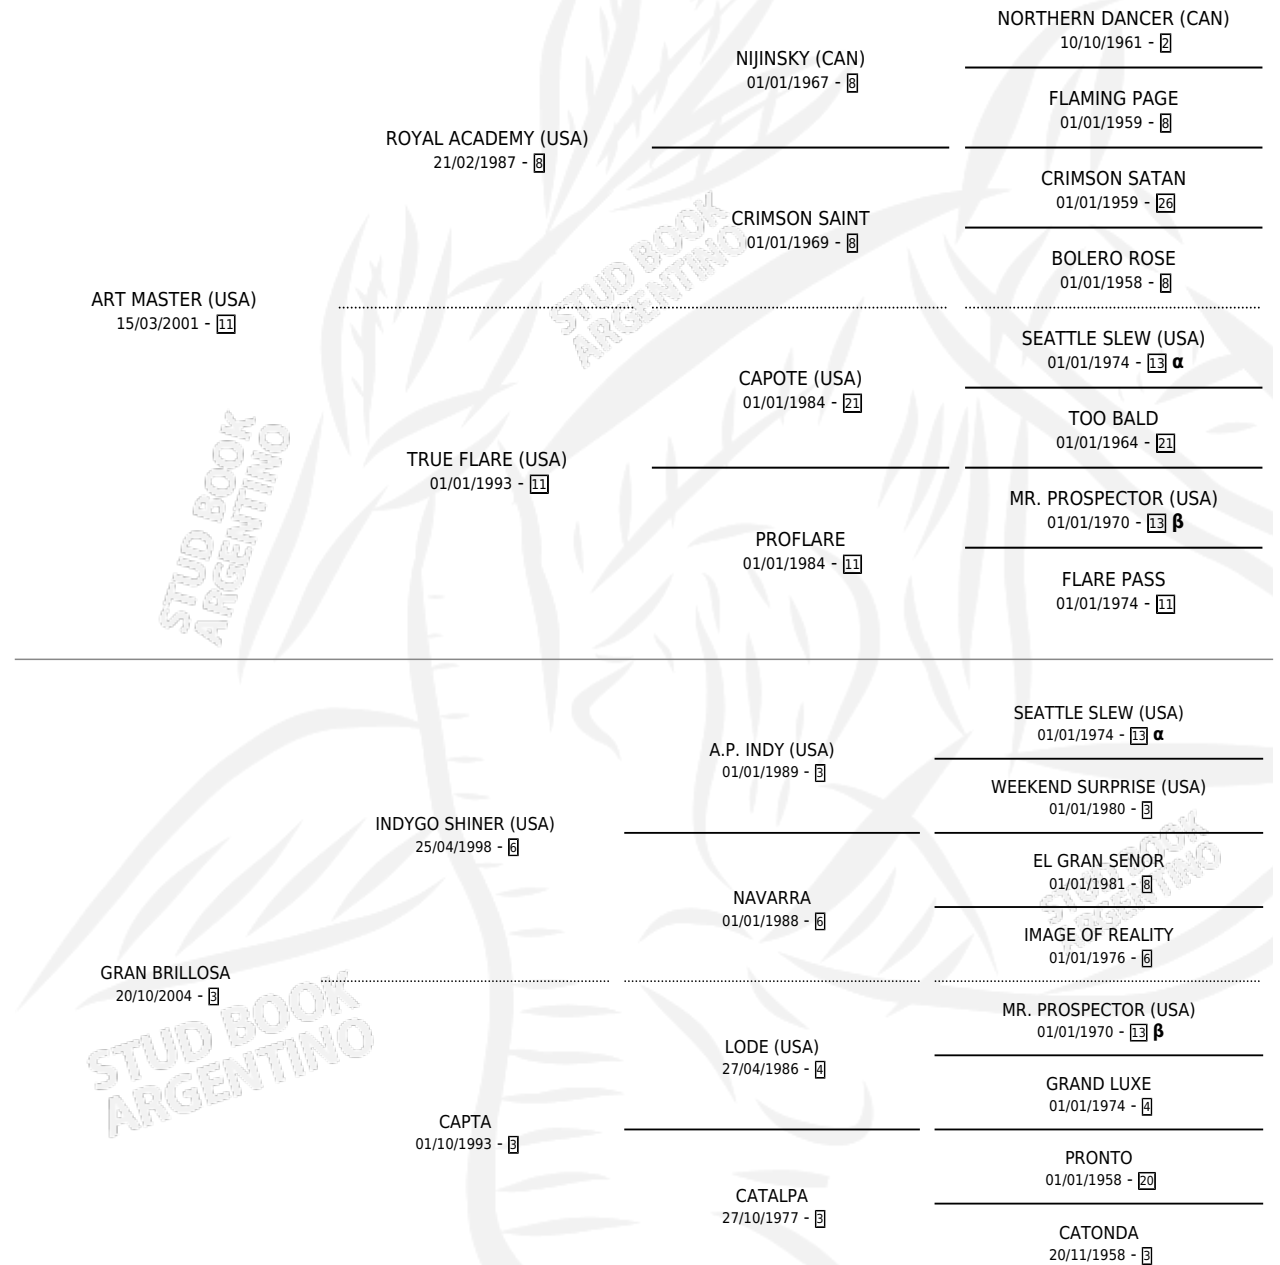 NORTHERN DANCER (CAN)
10/10/1961 - 2
NIJINSKY (CAN)
01/01/1967 - 8
FLAMING PAGE
01/01/1959 - 8
ROYAL ACADEMY (USA)
21/02/1987 - 8
CRIMSON SATAN
01/01/1959 - 26
CRIMSON SAINT
01/01/1969 - 8
BOLERO ROSE
01/01/1958 - 8
ART MASTER (USA)
15/03/2001 - 11
SEATTLE SLEW (USA)
01/01/1974 - 13 α
CAPOTE (USA)
01/01/1984 - 21
TOO BALD
01/01/1964 - 21
TRUE FLARE (USA)
01/01/1993 - 11
MR. PROSPECTOR (USA)
01/01/1970 - 13 β
PROFLARE
01/01/1984 - 11
FLARE PASS
01/01/1974 - 11
SEATTLE SLEW (USA)
01/01/1974 - 13 α
A.P. INDY (USA)
01/01/1989 - 3
WEEKEND SURPRISE (USA)
01/01/1980 - 3
INDYGO SHINER (USA)
25/04/1998 - 6
EL GRAN SENOR
01/01/1981 - 8
NAVARRA
01/01/1988 - 6
IMAGE OF REALITY
01/01/1976 - 6
GRAN BRILLOSA
20/10/2004 - 3
MR. PROSPECTOR (USA)
01/01/1970 - 13 β
LODE (USA)
27/04/1986 - 4
GRAND LUXE
01/01/1974 - 4
CAPTA
01/10/1993 - 3
PRONTO
01/01/1958 - 20
CATALPA
27/10/1977 - 3
CATONDA
20/11/1958 - 3
STUD BOOK
ARGENTINO
STUD BOOK
ARGENTINO
STUD BOOK
ARGENTINO
STUD BOOK
ARGENTINO